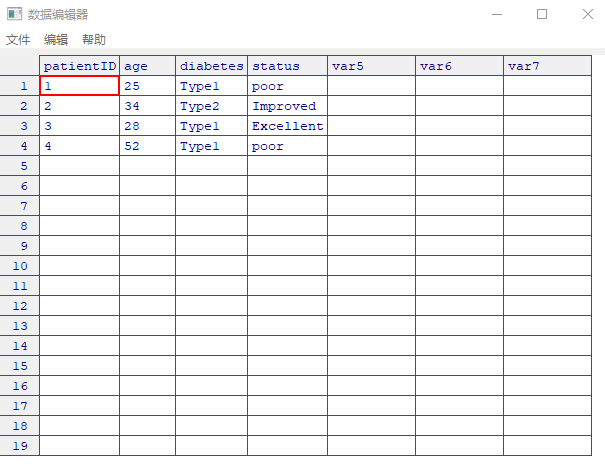 数据编辑器
文件 编辑 帮助
patientID age diabetes status var5 var6 var7
1 1 25 Type1 poor
2 2 34 Type2 Improved
3 3 28 Type1 Excellent
4 4 52 Type1 poor
5
6
7
8
9
10
11
12
13
14
15
16
17
18
19